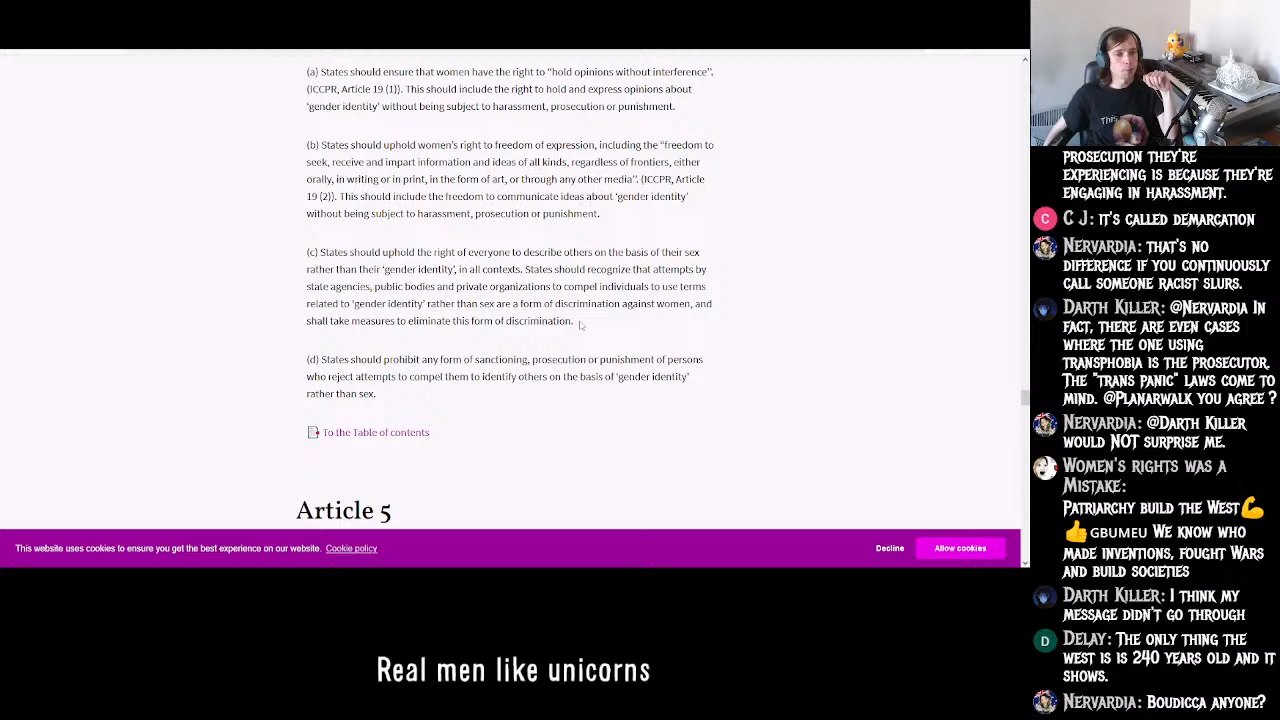 (a) States should ensure that women have the right to “hold opinions without interference”.
(ICCPR, Article 19 (1)). This should include the right to hold and express opinions about
‘gender identity’ without being subject to harassment, prosecution or punishment.
(b) States should uphold women’s right to freedom of expression, including the “freedom to
seek, receive and impart information and ideas of all kinds, regardless of frontiers, either
orally, in writing or in print, in the form of art, or through any other media”. (ICCPR, Article
19 (2)). This should include the freedom to communicate ideas about ‘gender identity’
without being subject to harassment, prosecution or punishment.
(c) States should uphold the right of everyone to describe others on the basis of their sex
rather than their ‘gender identity’, in all contexts. States should recognize that attempts by
state agencies, public bodies and private organizations to compel individuals to use terms
related to ‘gender identity’ rather than sex are a form of discrimination against women, and
shall take measures to eliminate this form of discrimination.
(d) States should prohibit any form of sanctioning, prosecution or punishment of persons
who reject attempts to compel them to identify others on the basis of ‘gender identity’
rather than sex.
To the Table of contents
Article 5
This website uses cookies to ensure you get the best experience on our website. Cookie policy
Decline
Allow cookies
Real men like unicorns
This
PROSECUTION THEY'RE
EXPERIENCING IS BECAUSE THEY'RE
ENGAGING IN HARASSMENT.
C
C J: IT'S CALLED DEMARCATION
NERVARDIA: THAT'S NO
DIFFERENCE IF YOU CONTINUOUSLY
CALL SOMEONE RACIST SLURS.
DARTH KILLER: @NERVARDIA IN
FACT, THERE ARE EVEN CASES
WHERE THE ONE USING
TRANSPHOBIA IS THE PROSECUTOR.
THE "TRANS PANIC" LAWS COME TO
MIND. @PLANARWALK YOU AGREE ?
NERVARDIA: @DARTH KILLER
WOULD NOT SURPRISE ME.
WOMEN'S RIGHTS WAS A
MISTAKE:
PATRIARCHY BUILD THE WEST💪
👍GBUMEU WE KNOW WHO
MADE INVENTIONS, FOUGHT WARS
AND BUILD SOCIETIES
DARTH KILLER: I THINK MY
MESSAGE DIDN'T GO THROUGH
D
DELAY: THE ONLY THING THE
WEST IS IS 240 YEARS OLD AND IT
SHOWS.
NERVARDIA: BOUDICCA ANYONE?